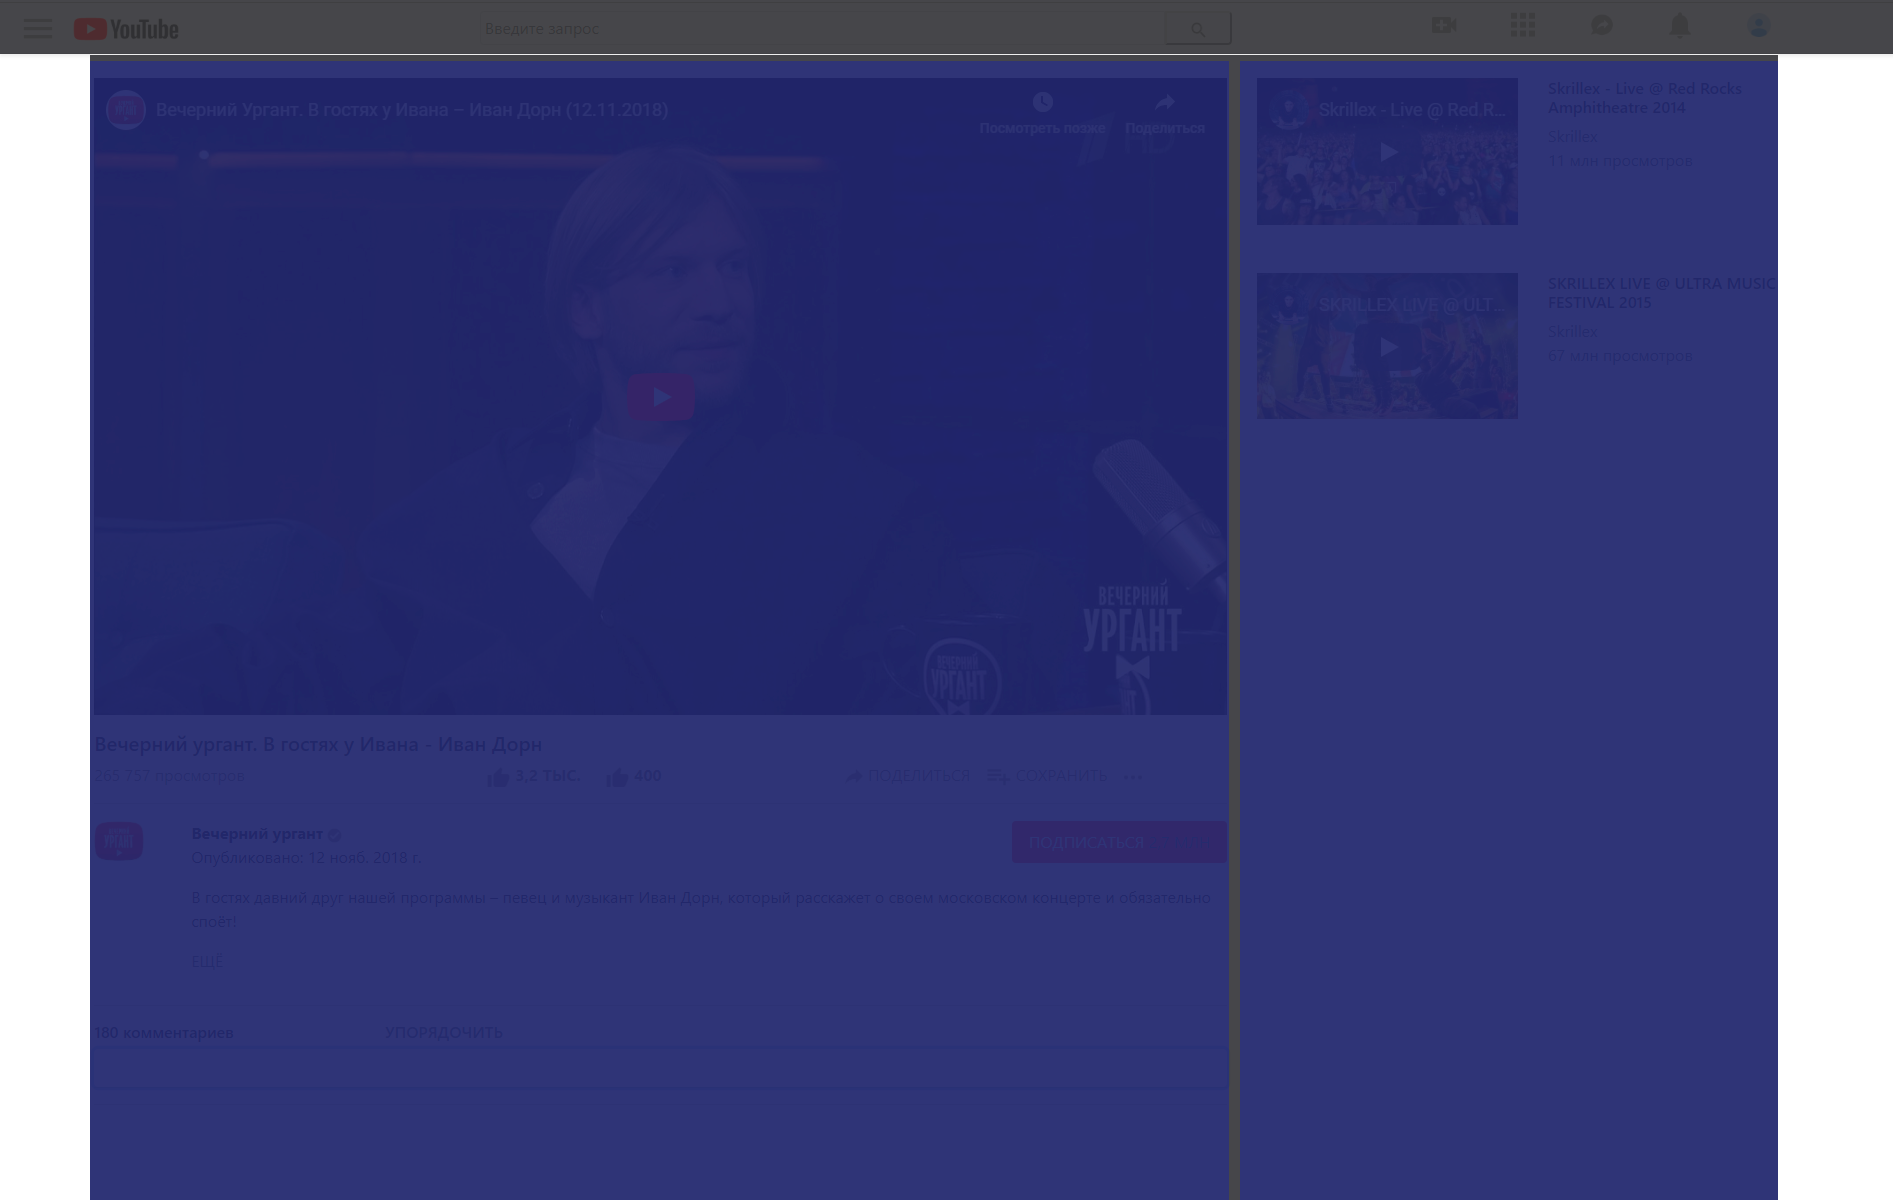 YouTube
Введите запрос
Вечерний Ургант. В гостях у Ивана – Иван Дорн (12.11.2018)
Посмотреть позже
Поделиться
HD
ВЕЧЕРНИЙ
УРГАНТ
ВЕЧЕРНИЙ
УРГАНТ
Вечерний ургант. В гостях у Ивана - Иван Дорн
265 757 просмотров
3,2 ТЫС.
400
ПОДЕЛИТЬСЯ
СОХРАНИТЬ
Вечерний ургант
Опубликовано: 12 нояб. 2018 г.
ПОДПИСАТЬСЯ
В гостях давний друг нашей программы – певец и музыкант Иван Дорн, который расскажет о своем московском концерте и обязательно
споёт!
ЕЩЁ
180 комментариев
УПОРЯДОЧИТЬ
Skrillex - Live @ Red R...
Skrillex - Live @ Red Rocks
Amphitheatre 2014
Skrillex
11 млн просмотров
SKRILLEX LIVE @ ULT...
SKRILLEX LIVE @ ULTRA MUSIC
FESTIVAL 2015
Skrillex
67 млн просмотров